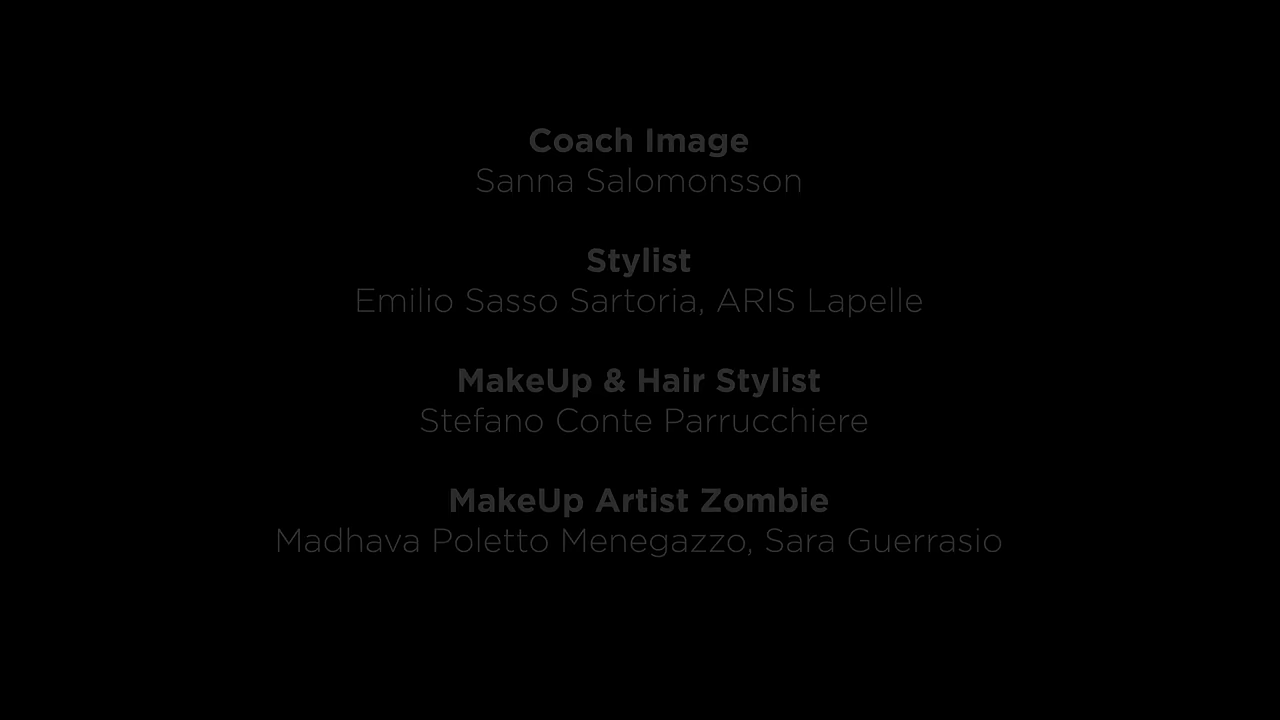 Coach Image
Sanna Salomonsson
Stylist
Emilio Sasso Sartoria, ARIS Lapelle
MakeUp & Hair Stylist
Stefano Conte Parrucchiere
MakeUp Artist Zombie
Madhava Poletto Menegazzo, Sara Guerrasio